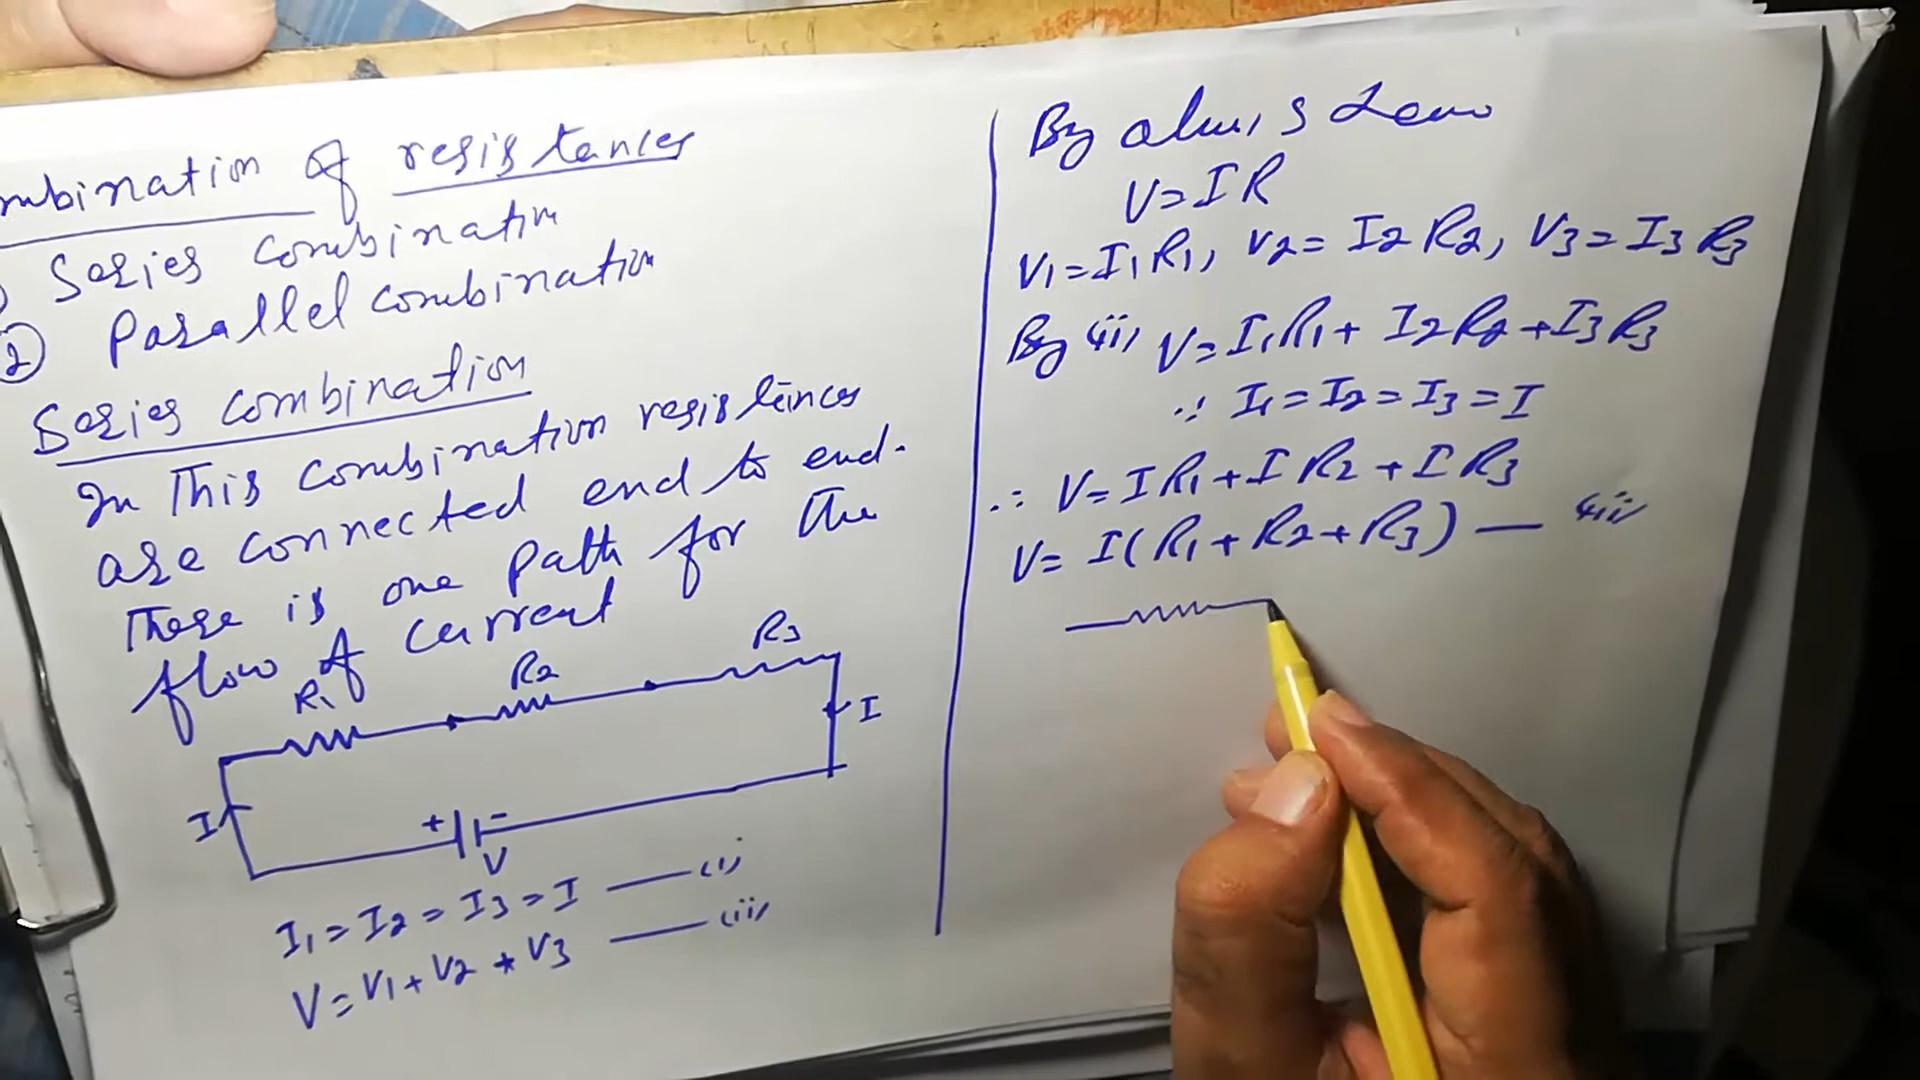 mbination of resistances
Series combinatin
2) Parallel combination
Series combination
In This combination resistances
are connected end to end.
There is one path for the
flow of current
R1 R2 R3
I
I
+ -
V
I1 = I2 = I3 = I — (i)
V = V1 + V2 + V3 — (ii)
By ohm's Law
V = IR
V1 = I1R1, V2 = I2R2, V3 = I3R3
By (ii) V = I1R1 + I2R2 + I3R3
∵ I1 = I2 = I3 = I
∴ V = IR1 + IR2 + IR3
V = I(R1 + R2 + R3) — (iii)